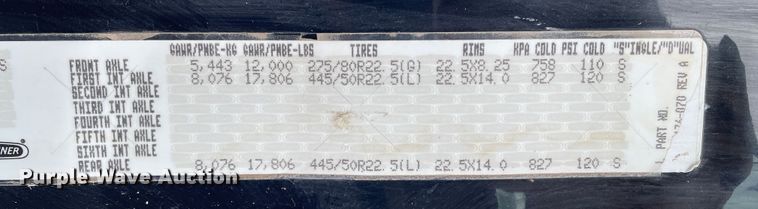 GAWR/PNBE-KG GAWR/PNBE-LBS TIRES RIMS KPA COLD PSI COLD "S"INGLE/"D"UAL
S FRONT AXLE 5,443 12,000 275/80R22.5(G) 22.5X8.25 758 110 S
FIRST INT AXLE 8,076 17,806 445/50R22.5(L) 22.5X14.0 827 120 S
SECOND INT AXLE
THIRD INT AXLE
FOURTH INT AXLE
FIFTH INT AXLE
SIXTH INT AXLE
REAR AXLE 8,076 17,806 445/50R22.5(L) 22.5X14.0 827 120 S
PART NO.
-070 REV A
NER
Purple Wave Auction